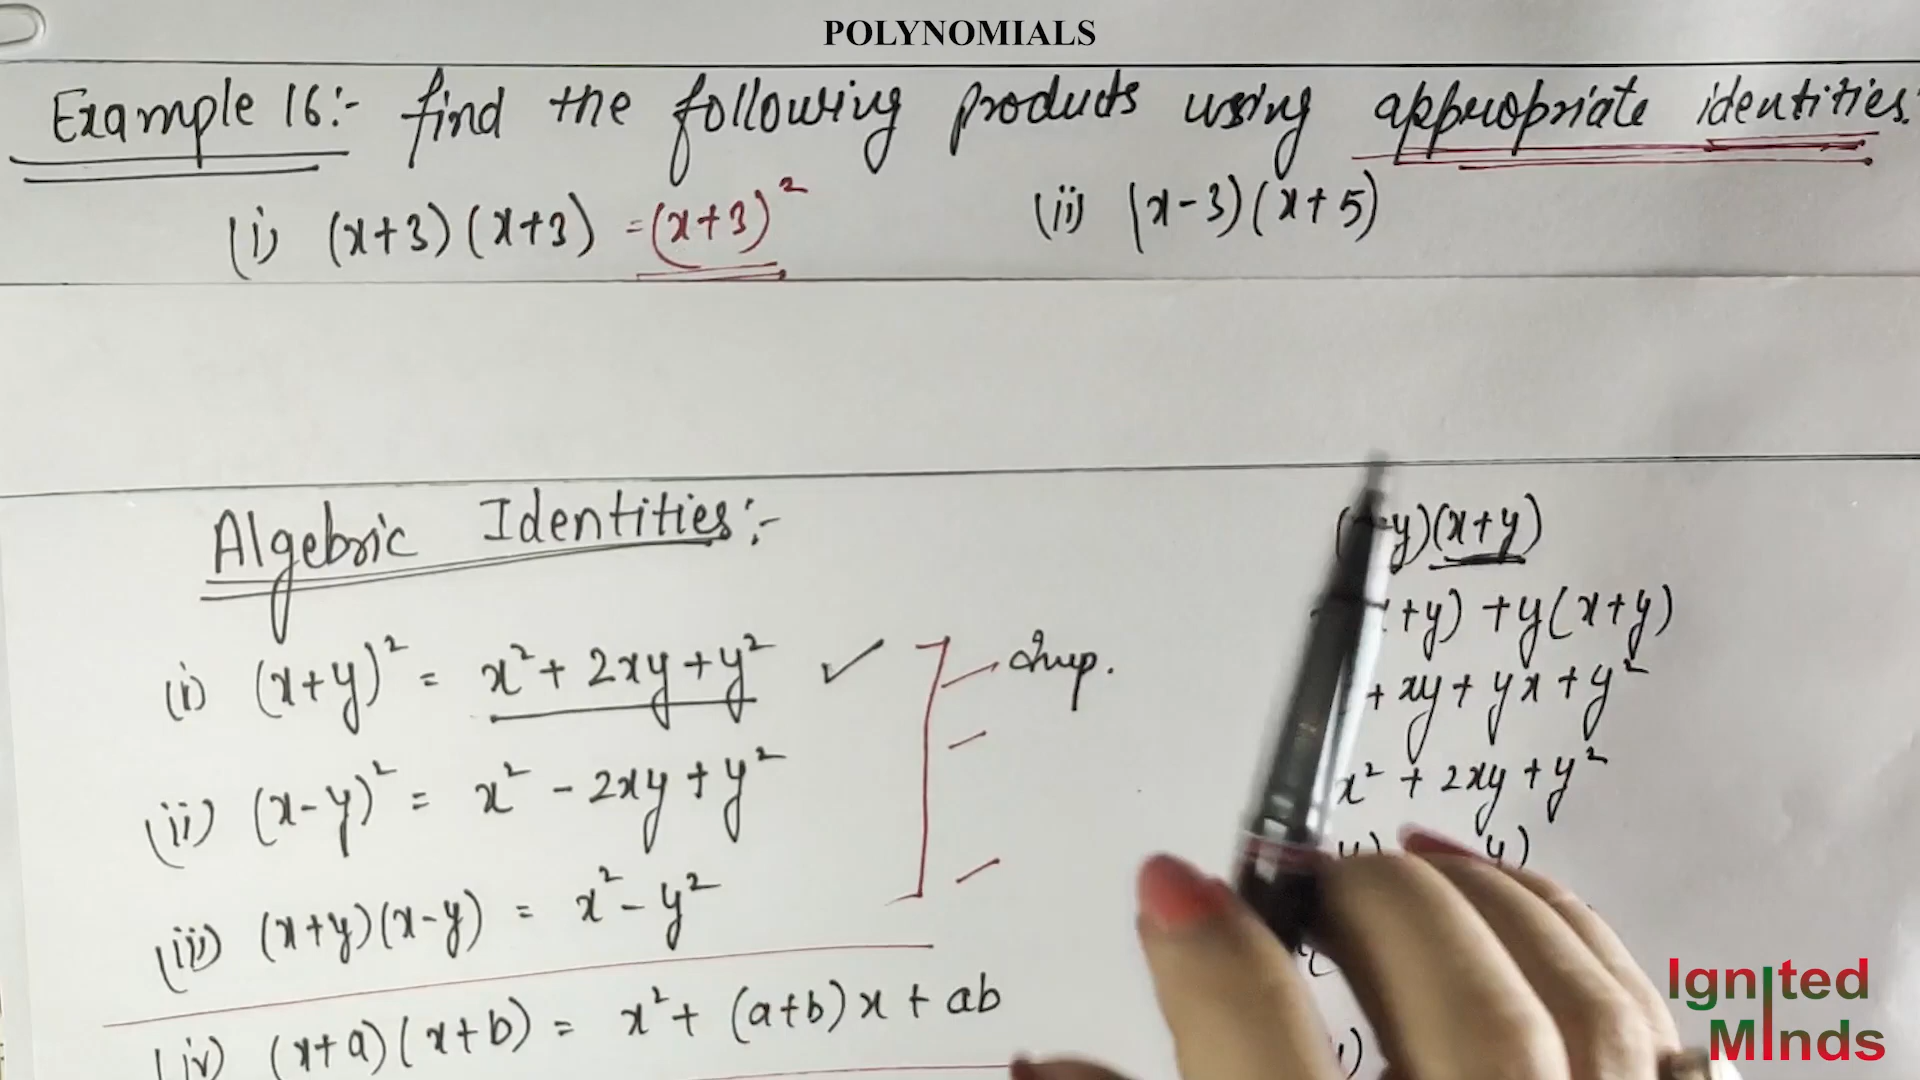 POLYNOMIALS
Example 16:- find the following products using appropriate identities.
(i) (x+3)(x+3) = (x+3)²
(ii) (x-3)(x+5)
Algebric Identities:-
(i) (x+y)² = x² + 2xy + y² ✓
Imp.
(ii) (x-y)² = x² - 2xy + y²
(iii) (x+y)(x-y) = x² - y²
(iv) (x+a)(x+b) = x² + (a+b)x + ab
y)(x+y)
+y) + y(x+y)
+ xy + yx + y²
x² + 2xy + y²
Ignited
Minds